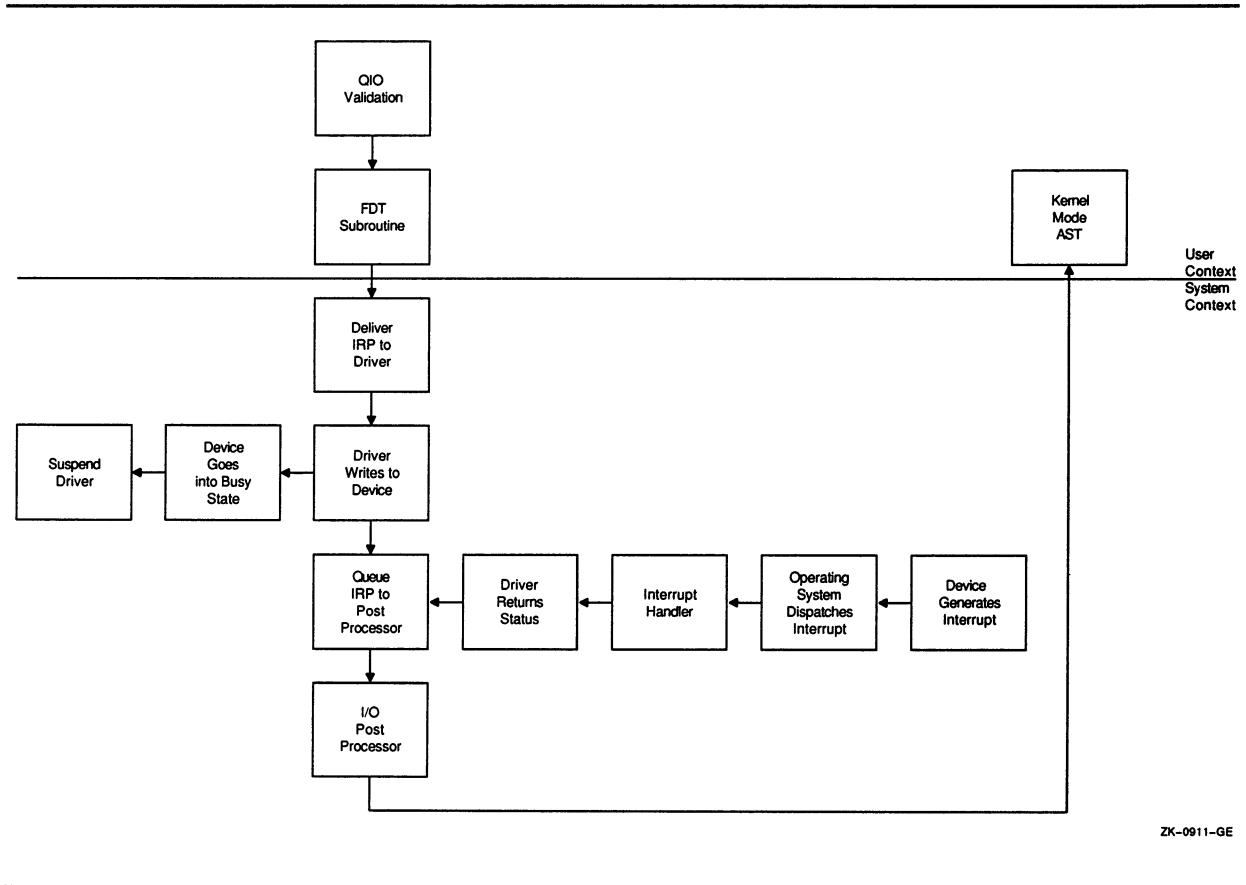 QIO
Validation
FDT
Subroutine
Kernel
Mode
AST
User
Context
System
Context
Deliver
IRP to
Driver
Suspend
Driver
Device
Goes
into Busy
State
Driver
Writes to
Device
Queue
IRP to
Post
Processor
Driver
Returns
Status
Interrupt
Handler
Operating
System
Dispatches
Interrupt
Device
Generates
Interrupt
I/O
Post
Processor
ZK-0911-GE